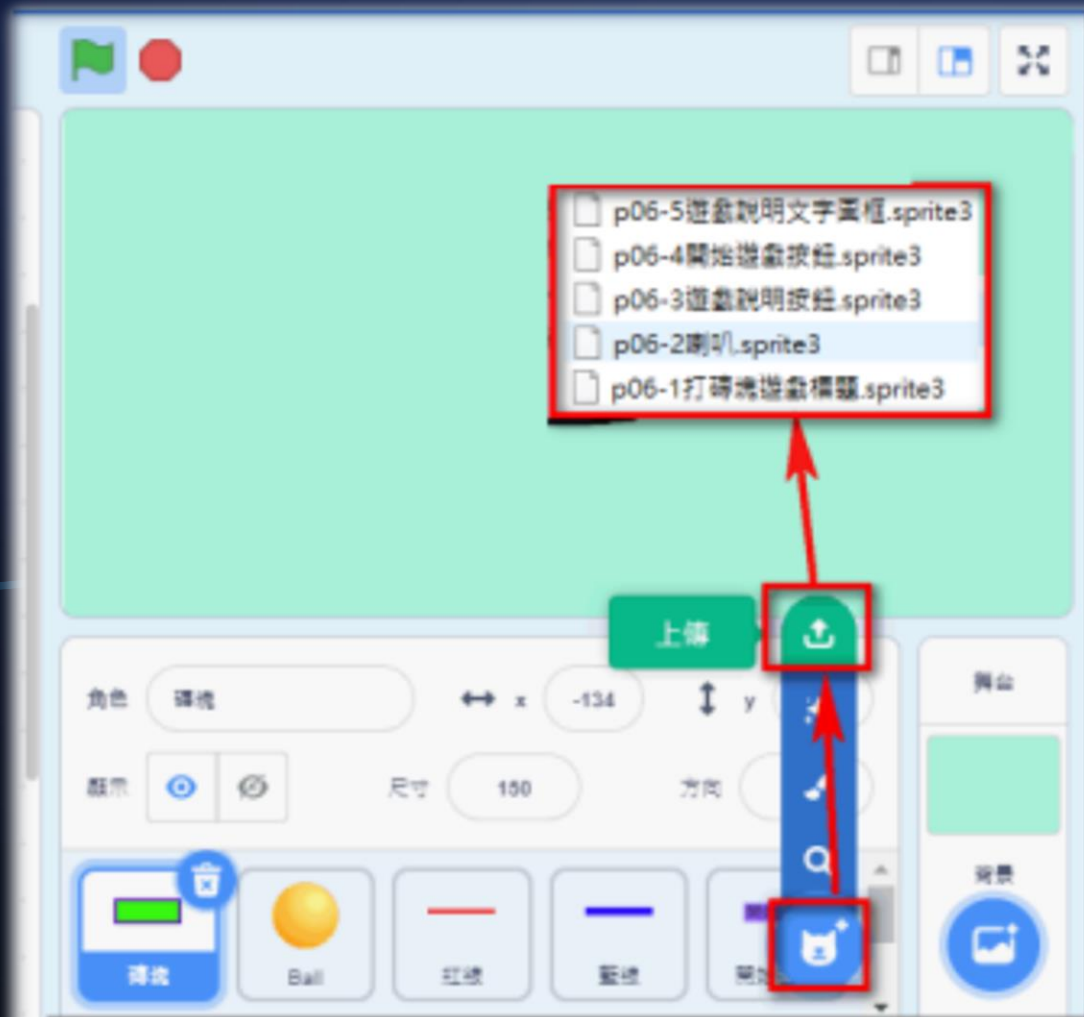 p06-5遊戲說明文字圖框.sprite3
p06-4開始遊戲按鈕.sprite3
p06-3遊戲說明按鈕.sprite3
p06-2喇叭.sprite3
p06-1打磚塊遊戲標題.sprite3
上傳
角色 磚塊 x -134 y
舞台
顯示 尺寸 150 方向
背景
磚塊 Ball 紅線 藍線